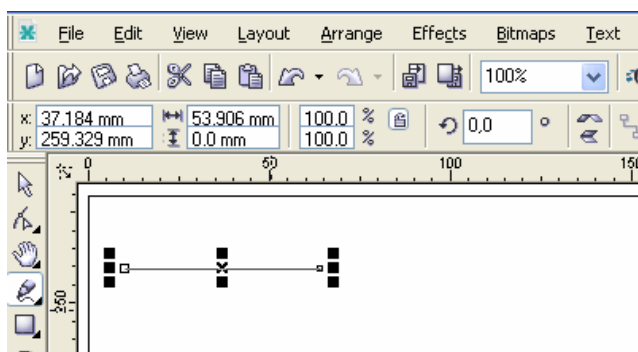 File Edit View Layout Arrange Effects Bitmaps Text
100%
x: 37.184 mm 53.906 mm 100.0 %
y: 259.329 mm 0.0 mm 100.0 %
0,0 °
0 50 100 150
250